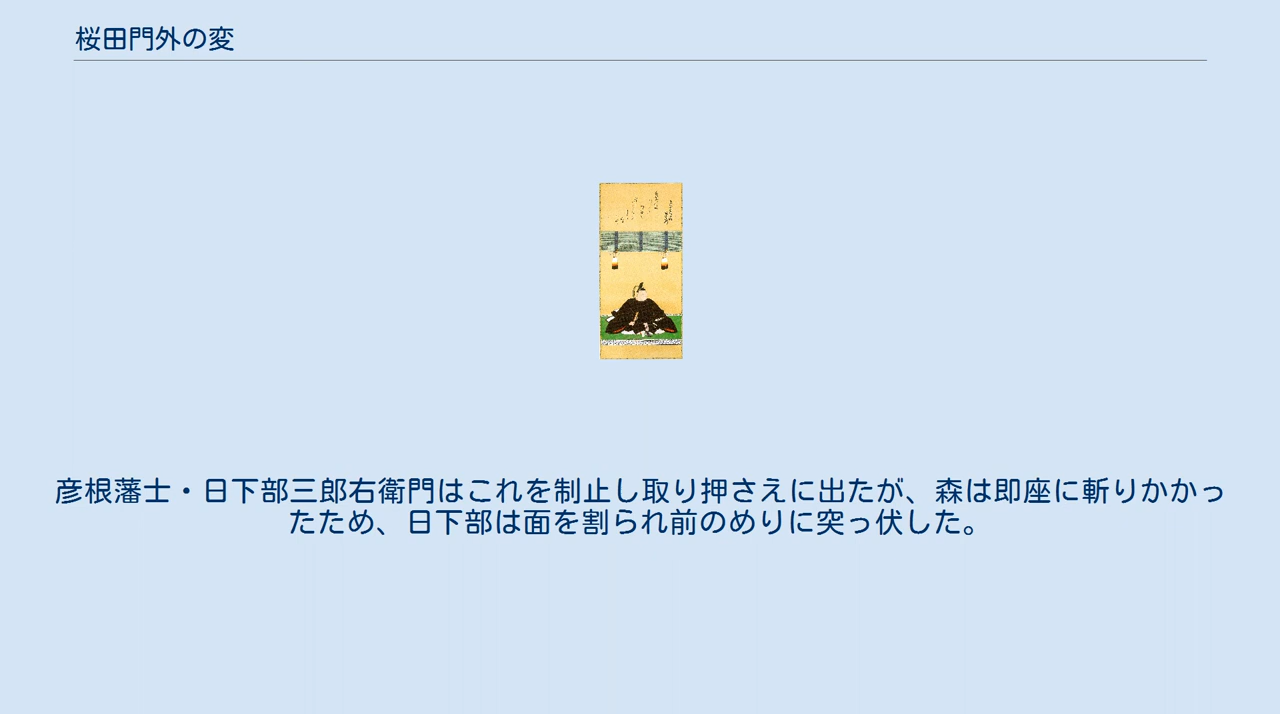 桜田門外の変
彦根藩士・日下部三郎右衛門はこれを制止し取り押さえに出たが、森は即座に斬りかかっ
たため、日下部は面を割られ前のめりに突っ伏した。